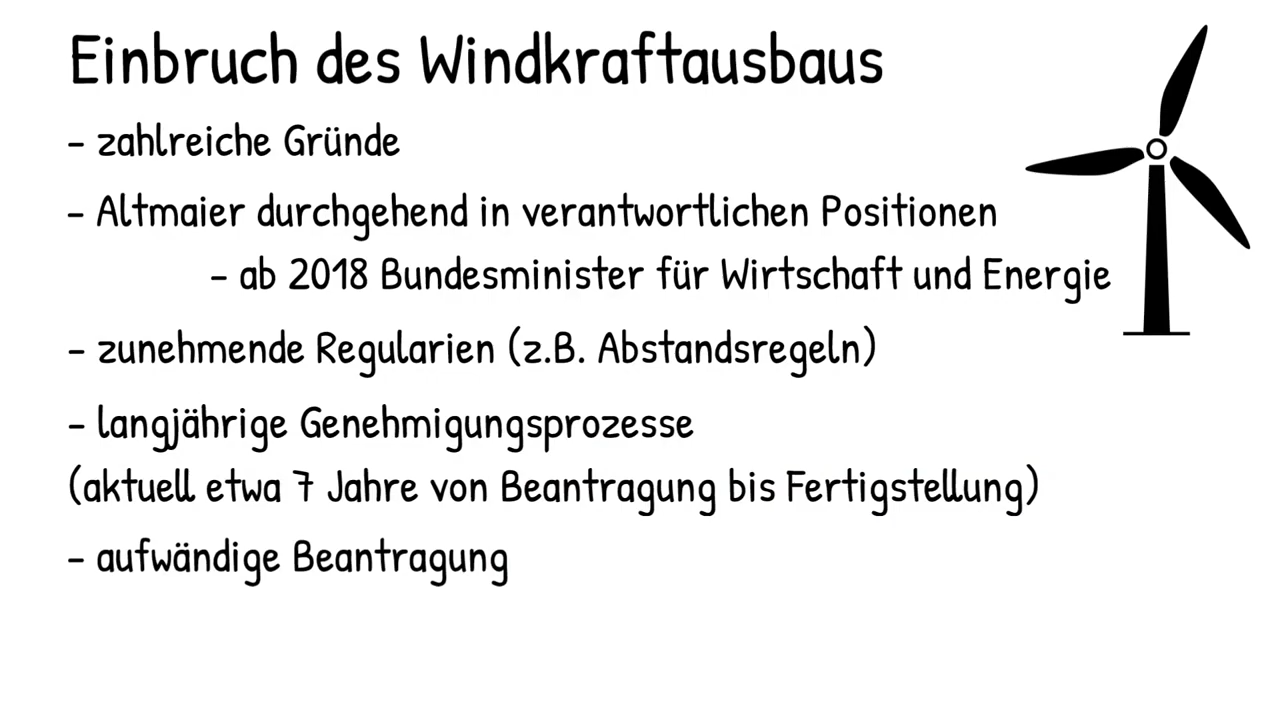 Einbruch des Windkraftausbaus
- zahlreiche Gründe
- Altmaier durchgehend in verantwortlichen Positionen
- ab 2018 Bundesminister für Wirtschaft und Energie
- zunehmende Regularien (z.B. Abstandsregeln)
- langjährige Genehmigungsprozesse
(aktuell etwa 7 Jahre von Beantragung bis Fertigstellung)
- aufwändige Beantragung